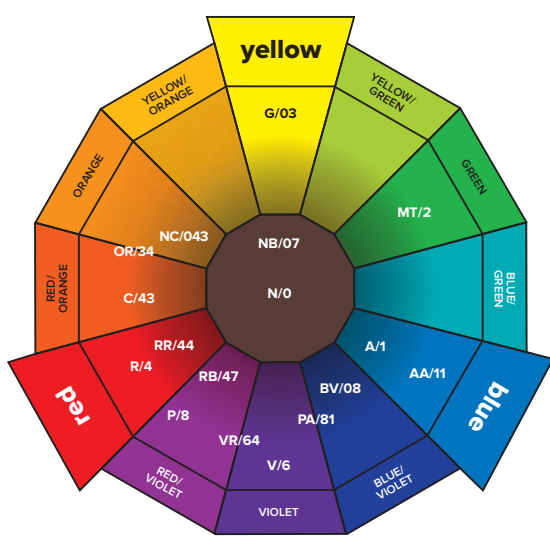 yellow
YELLOW/
ORANGE
YELLOW/
GREEN
G/03
ORANGE
GREEN
MT/2
NC/043
NB/07
OR/34
RED/
ORANGE
C/43
N/0
BLUE/
GREEN
RR/44
A/1
R/4
RB/47
AA/11
BV/08
red
blue
P/8
PA/81
VR/64
V/6
RED/
VIOLET
BLUE/
VIOLET
VIOLET